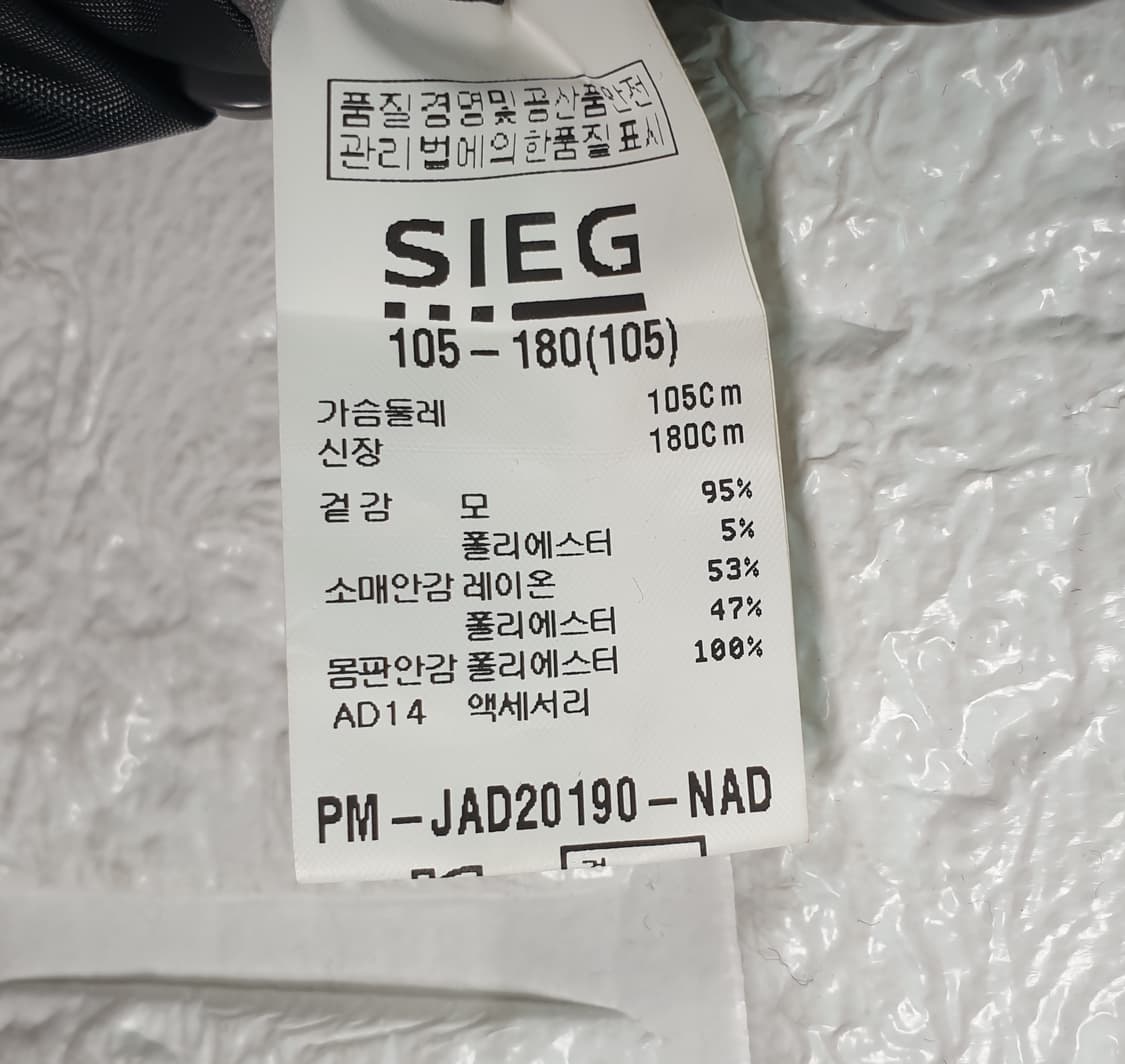 품질경영및공산품안전
관리법에의한품질표시
SIEG
105-180(105)
가슴둘레 105Cm
신장 180Cm
겉감 모 95%
폴리에스터 5%
소매안감 레이온 53%
폴리에스터 47%
몸판안감 폴리에스터 100%
AD14 액세서리
PM-JAD20190-NAD